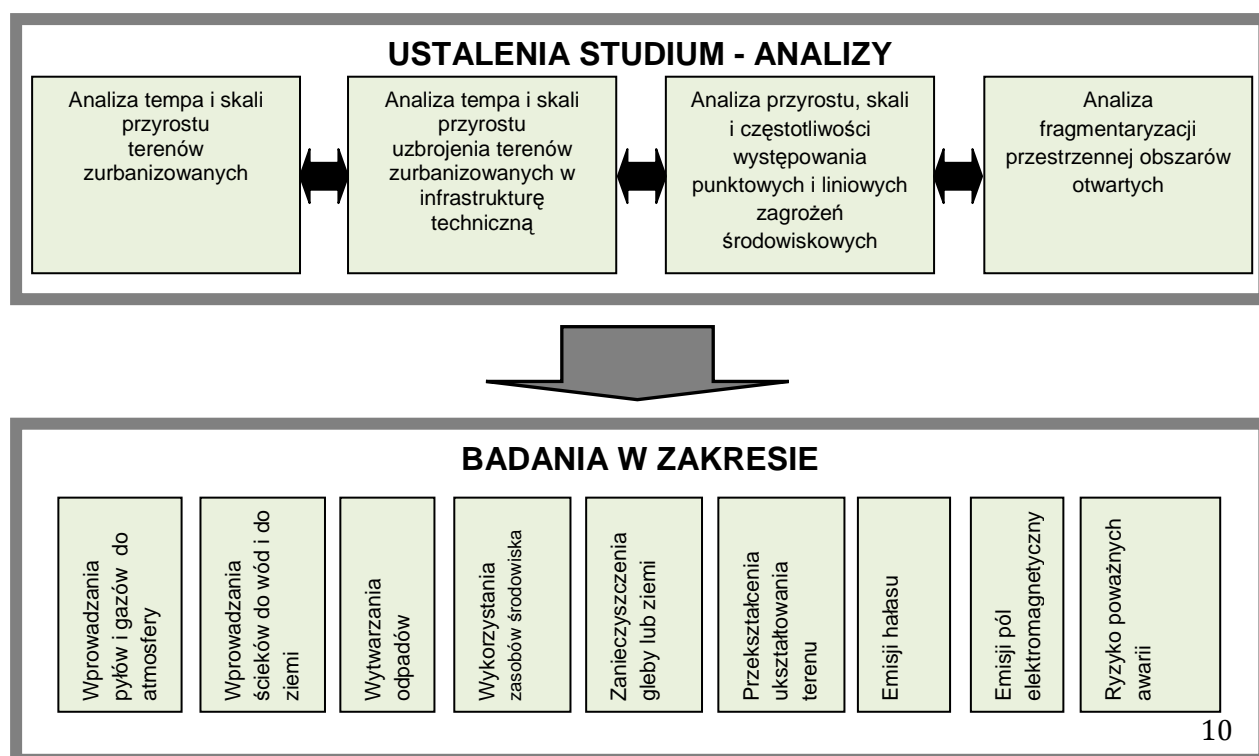 USTALENIA STUDIUM - ANALIZY
Analiza tempa i skali
przyrostu
terenów
zurbanizowanych
Analiza tempa i skali
przyrostu
uzbrojenia terenów
zurbanizowanych w
infrastrukturę
techniczną
Analiza przyrostu, skali
i częstotliwości
występowania
punktowych i liniowych
zagrożeń
środowiskowych
Analiza
fragmentaryzacji
przestrzennej obszarów
otwartych
BADANIA W ZAKRESIE
Wprowadzania
pyłów i gazów do
atmosfery
Wprowadzania
ścieków do wód i do
ziemi
Wytwarzania
odpadów
Wykorzystania
zasobów środowiska
Zanieczyszczenia
gleby lub ziemi
Przekształcenia
ukształtowania
terenu
Emisji hałasu
Emisji pól
elektromagnetyczny
Ryzyko poważnych
awarii
10